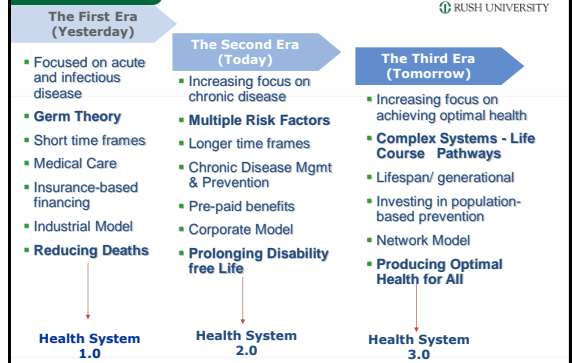 RUSH UNIVERSITY
The First Era
(Yesterday)
▪ Focused on acute
and infectious
disease
▪ Germ Theory
▪ Short time frames
▪ Medical Care
▪ Insurance-based
financing
▪ Industrial Model
▪ Reducing Deaths
Health System
1.0
The Second Era
(Today)
▪ Increasing focus on
chronic disease
▪ Multiple Risk Factors
▪ Longer time frames
▪ Chronic Disease Mgmt
& Prevention
▪ Pre-paid benefits
▪ Corporate Model
▪ Prolonging Disability
free Life
Health System
2.0
The Third Era
(Tomorrow)
▪ Increasing focus on
achieving optimal health
▪ Complex Systems - Life
Course Pathways
▪ Lifespan/ generational
▪ Investing in population-
based prevention
▪ Network Model
▪ Producing Optimal
Health for All
Health System
3.0